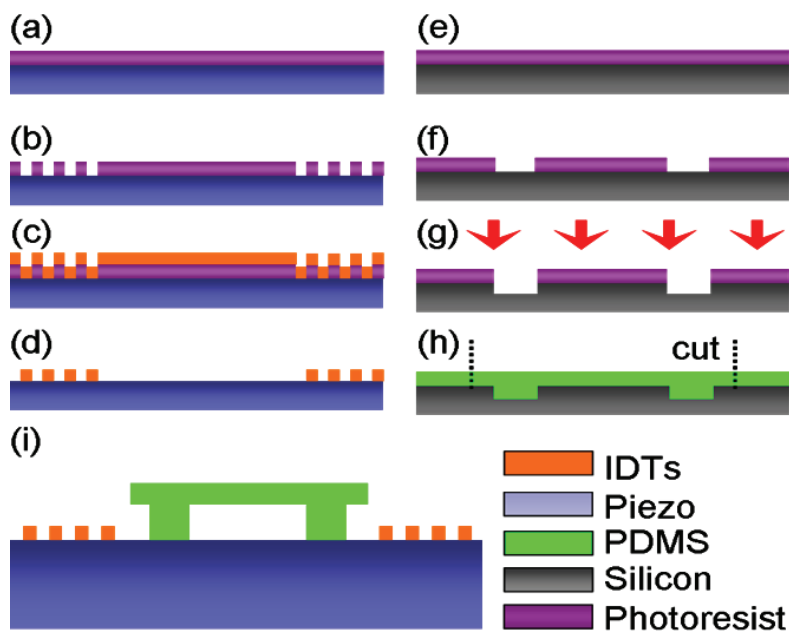 (a)
(e)
(b)
(f)
(c)
(g)
(d)
(h)
cut
(i)
IDTs
Piezo
PDMS
Silicon
Photoresist